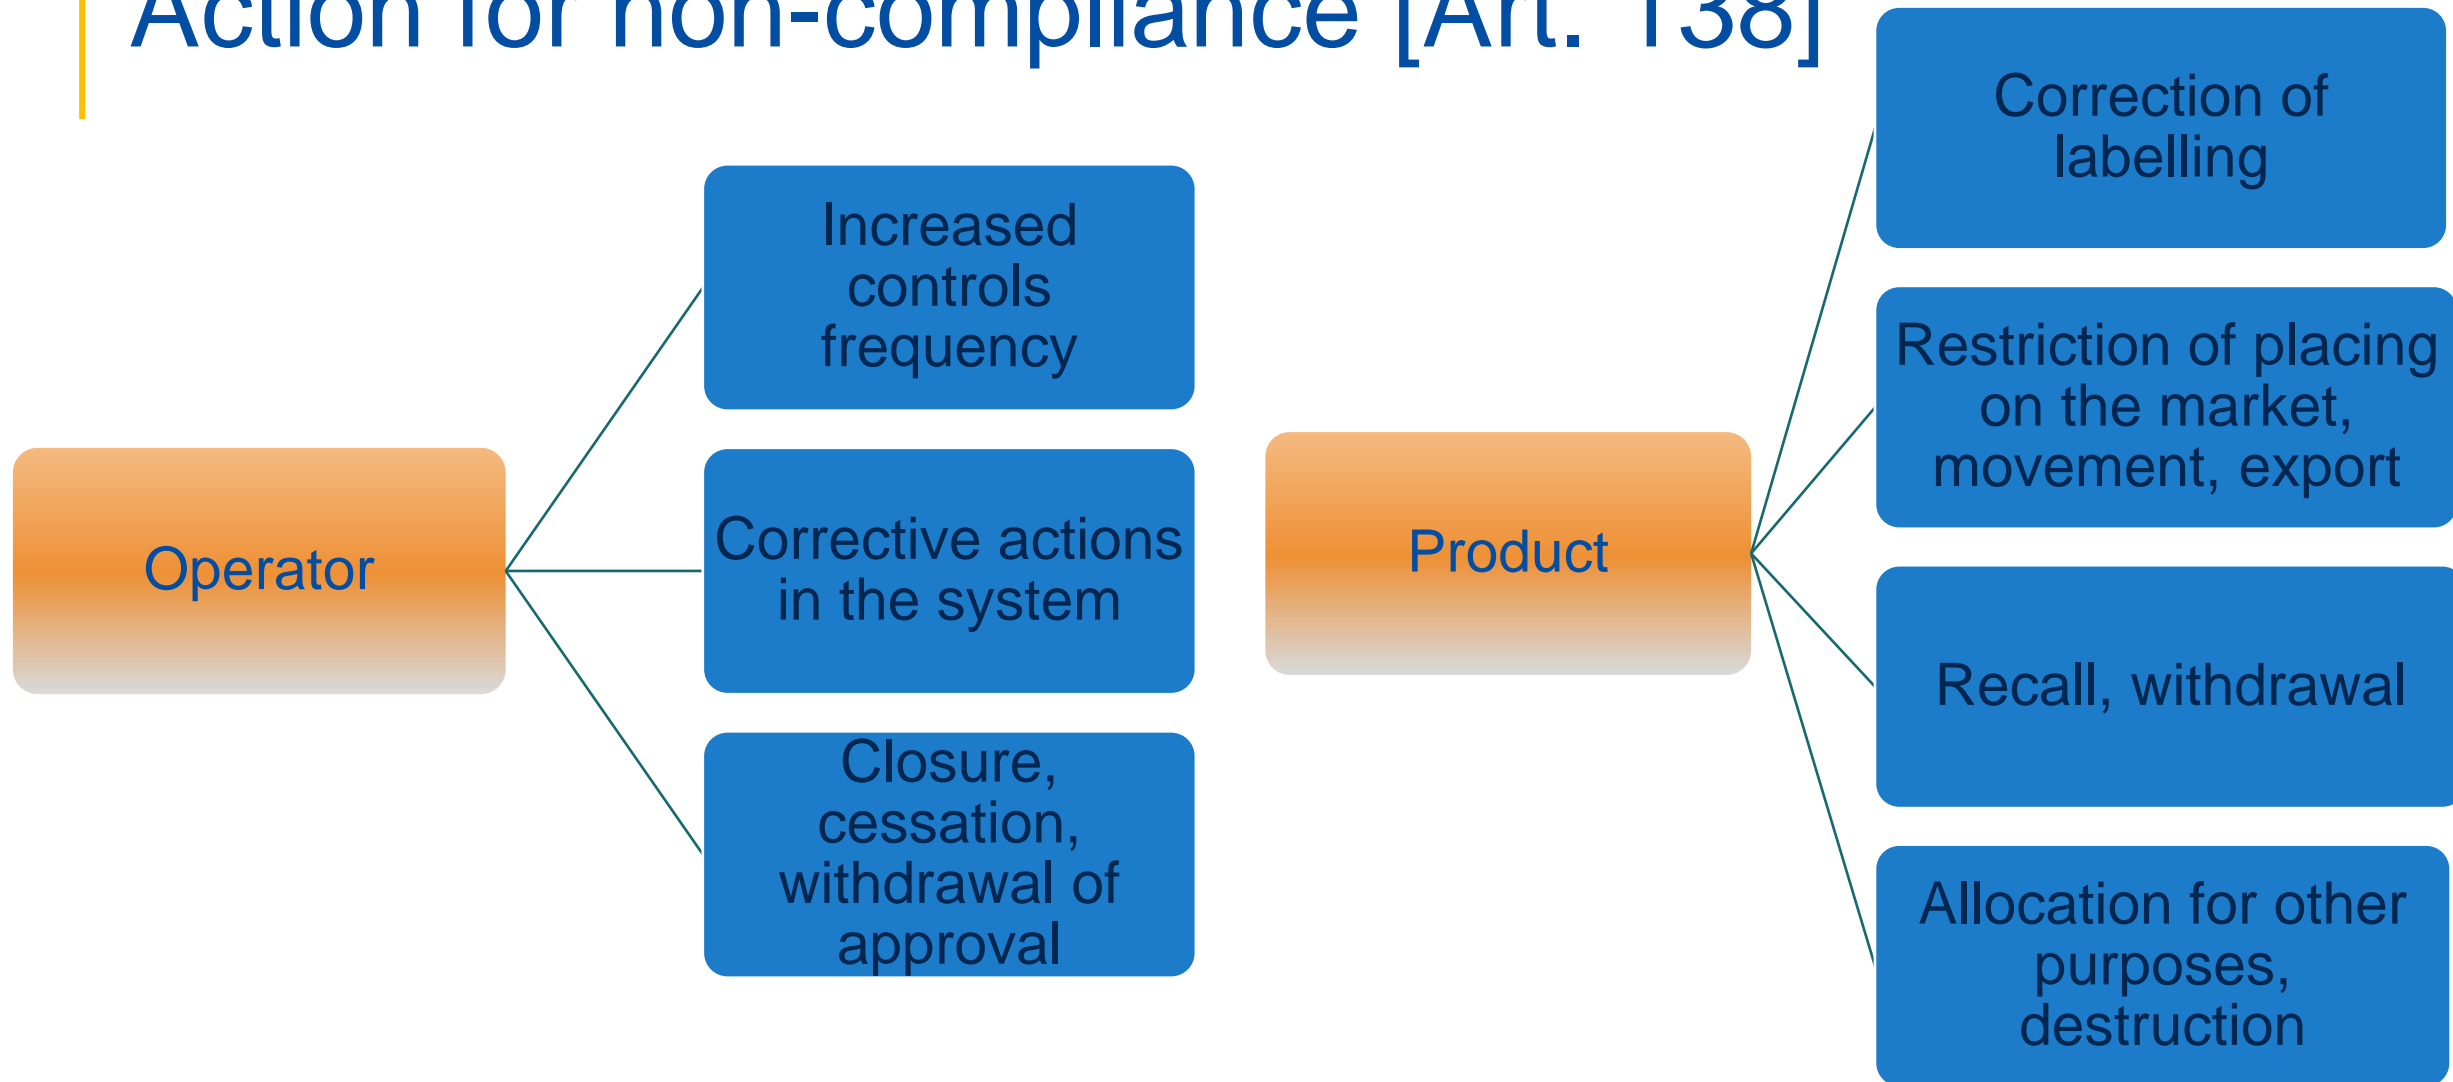 Action for non-compliance [Art. 138]
Operator
Increased
controls
frequency
Corrective actions
in the system
Closure,
cessation,
withdrawal of
approval
Product
Correction of
labelling
Restriction of placing
on the market,
movement, export
Recall, withdrawal
Allocation for other
purposes,
destruction